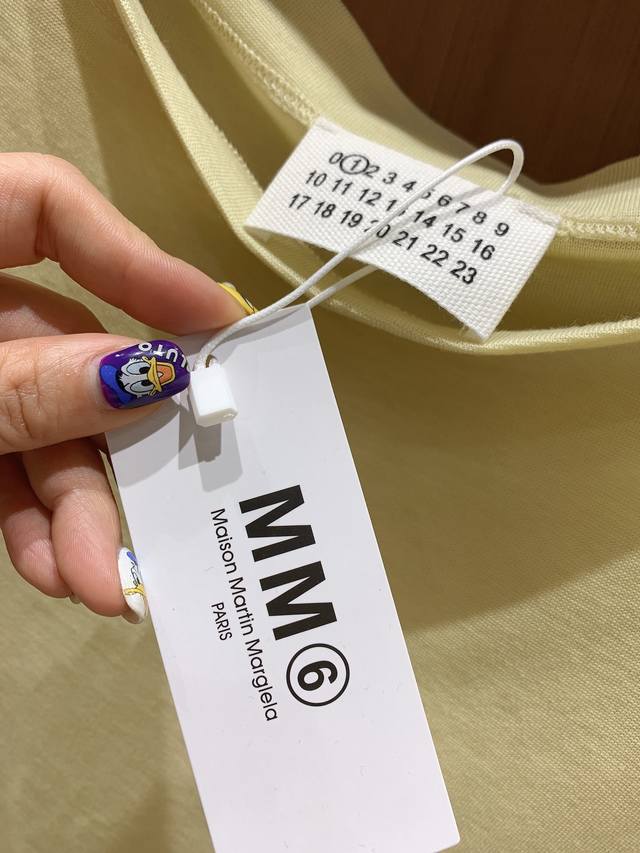 0 1 2 3 4 5 6 7 8 9
10 11 12 13 14 15 16
17 18 19 20 21 22 23
MM6
Maison Martin Margiela
PARIS